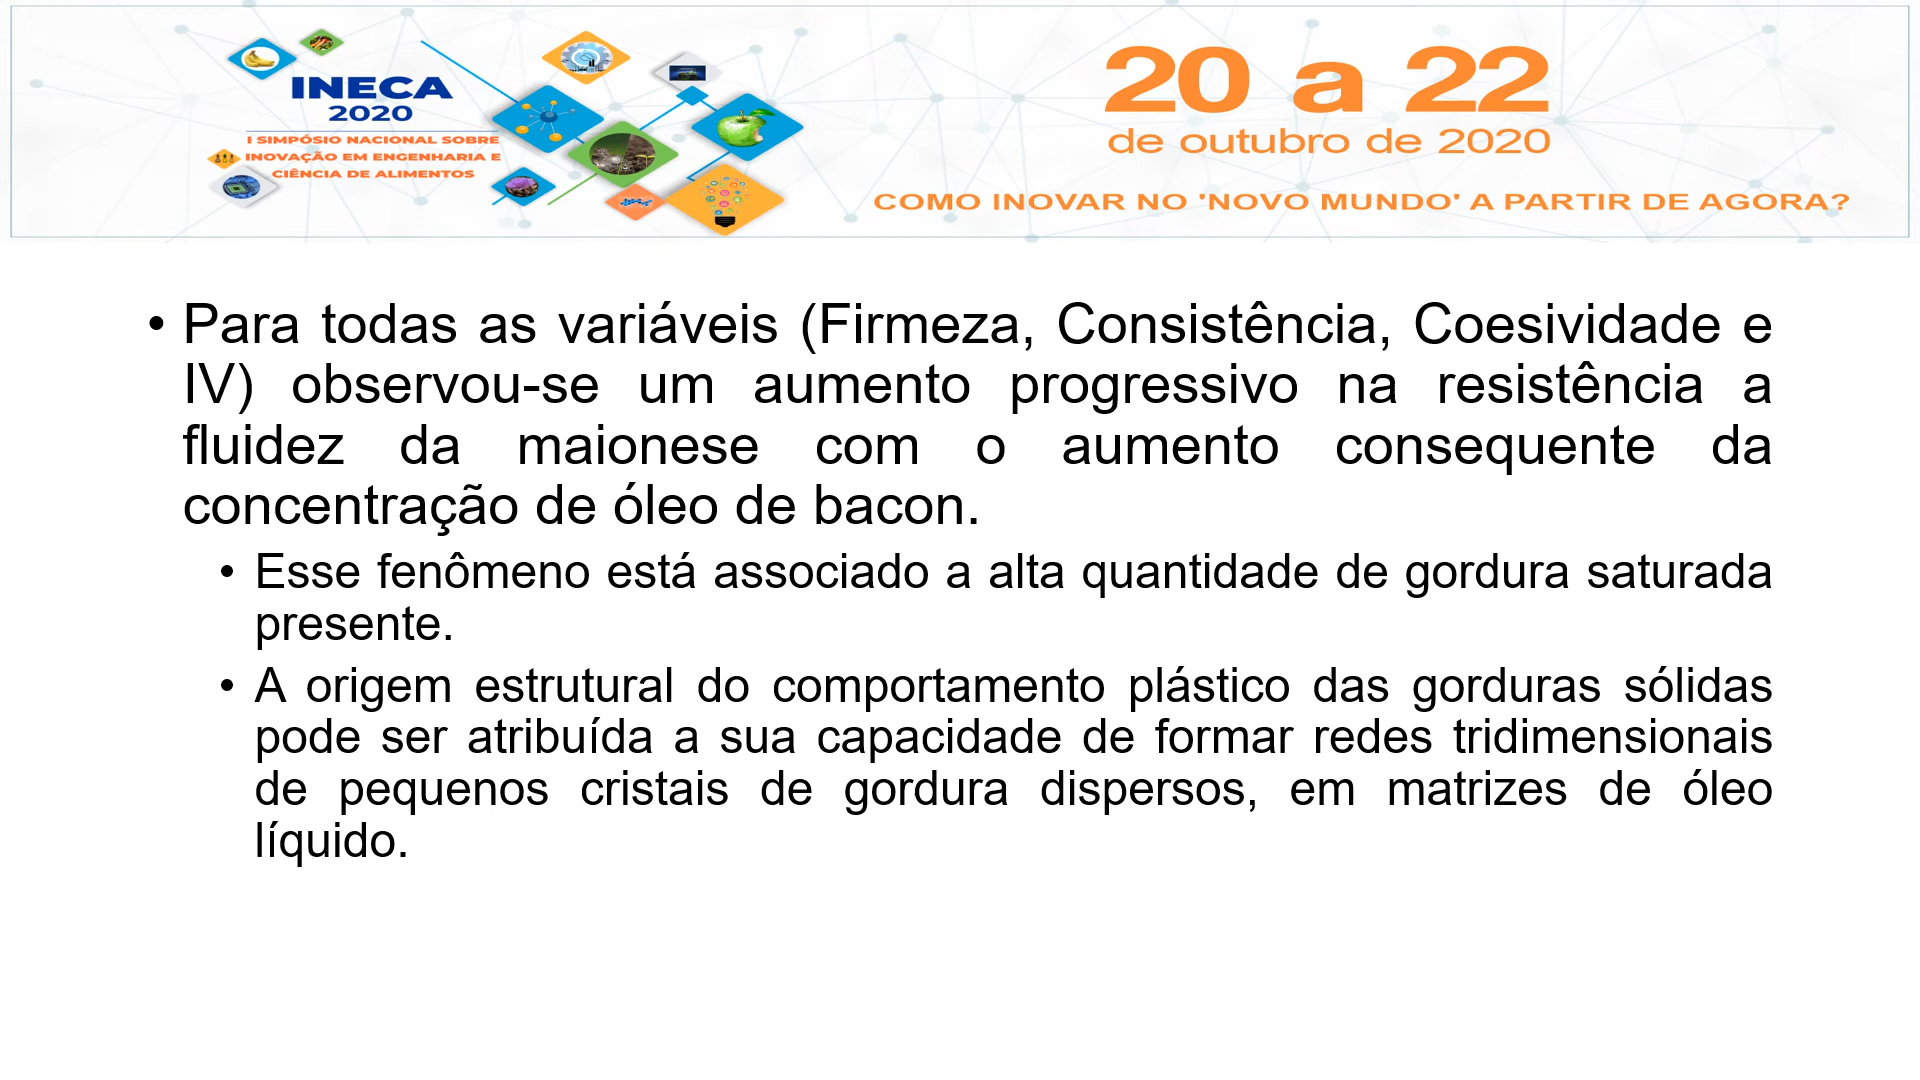 INECA
2020
I SIMPÓSIO NACIONAL SOBRE
INOVAÇÃO EM ENGENHARIA E
CIÊNCIA DE ALIMENTOS
20 a 22
de outubro de 2020
COMO INOVAR NO 'NOVO MUNDO' A PARTIR DE AGORA?
• Para todas as variáveis (Firmeza, Consistência, Coesividade e
IV) observou-se um aumento progressivo na resistência a
fluidez da maionese com o aumento consequente da
concentração de óleo de bacon.
• Esse fenômeno está associado a alta quantidade de gordura saturada
presente.
• A origem estrutural do comportamento plástico das gorduras sólidas
pode ser atribuída a sua capacidade de formar redes tridimensionais
de pequenos cristais de gordura dispersos, em matrizes de óleo
líquido.